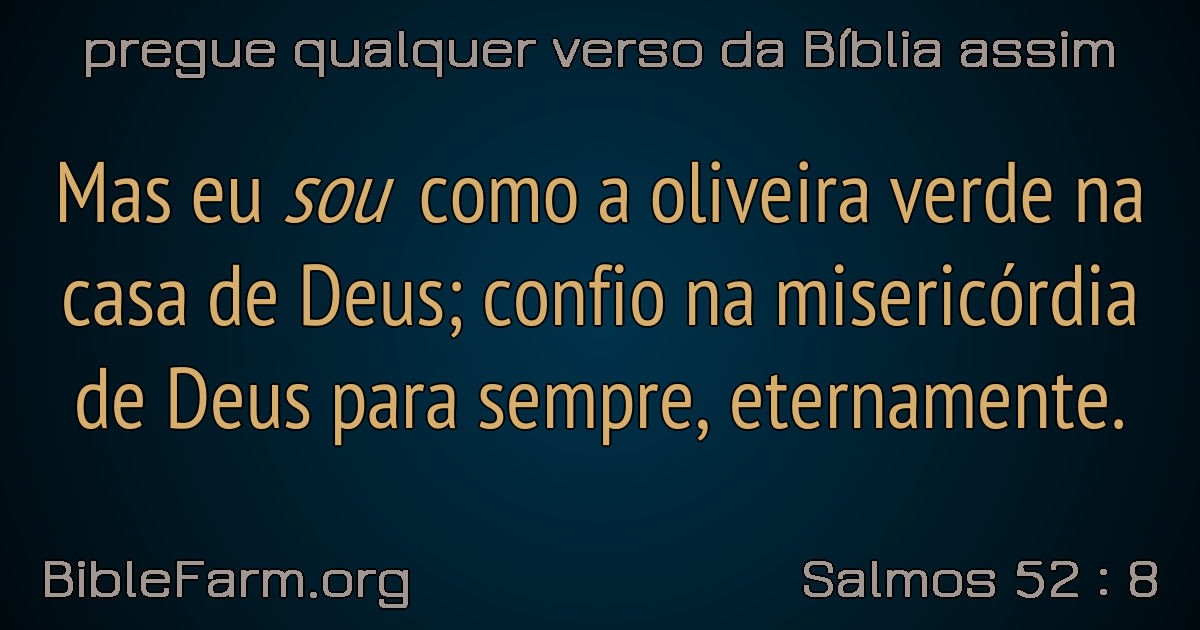 pregue qualquer verso da Bíblia assim
Mas eu sou como a oliveira verde na
casa de Deus; confio na misericórdia
de Deus para sempre, eternamente.
BibleFarm.org
Salmos 52 : 8